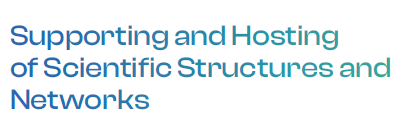 Supporting and Hosting
of Scientific Structures and
Networks